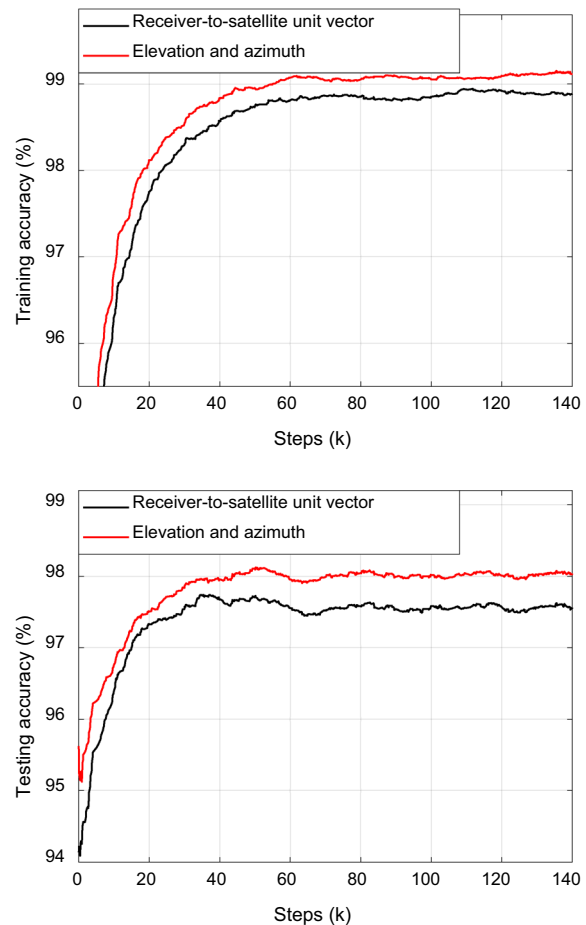 Receiver-to-satellite unit vector
Elevation and azimuth
99
98
97
96
Training accuracy (%)
0 20 40 60 80 100 120 140
Steps (k)
Receiver-to-satellite unit vector
Elevation and azimuth
99
98
97
96
95
94
Testing accuracy (%)
0 20 40 60 80 100 120 140
Steps (k)